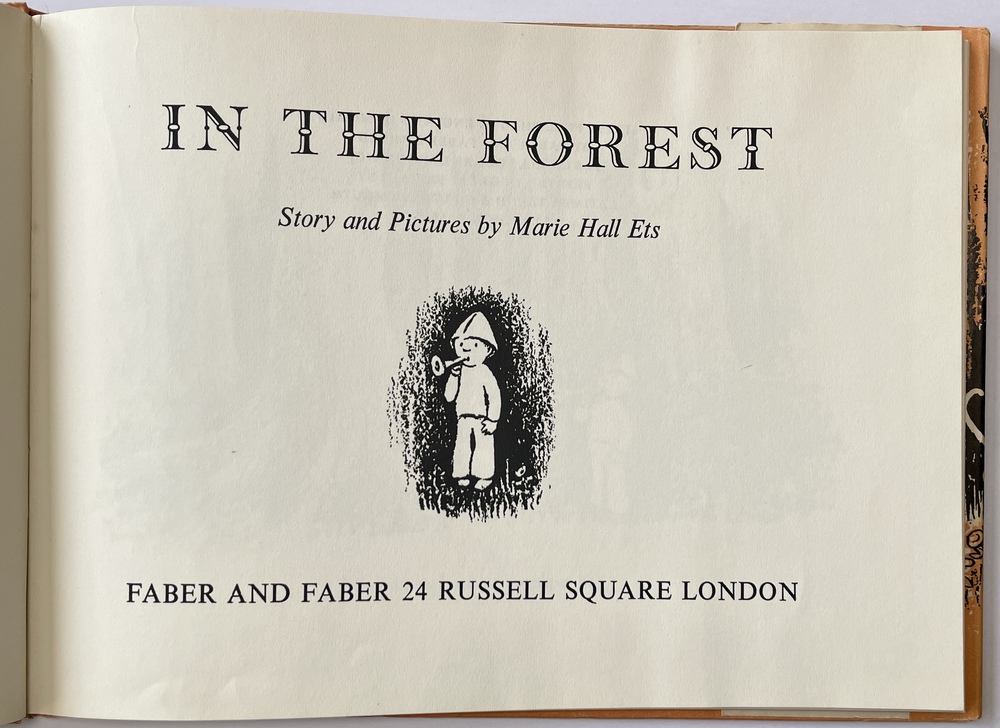 IN THE FOREST
Story and Pictures by Marie Hall Ets
FABER AND FABER 24 RUSSELL SQUARE LONDON